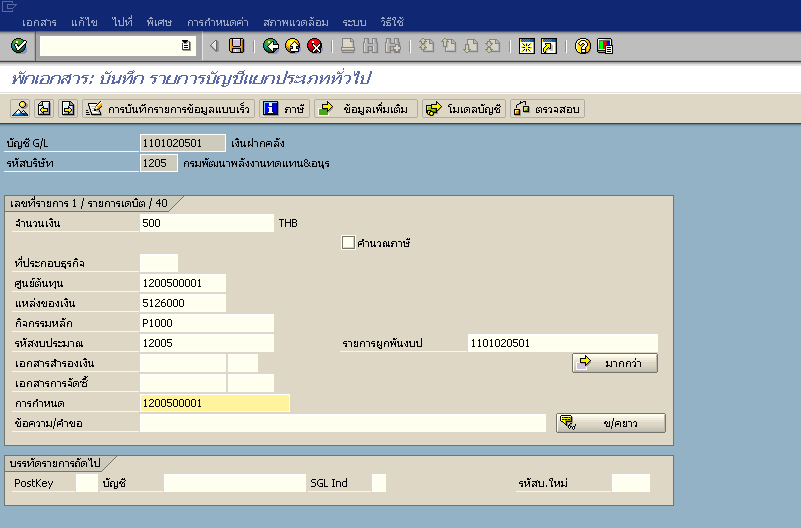 เอกสาร แก้ไข ไปที่ พิเศษ การกำหนดค่า สภาพแวดล้อม ระบบ วิธีใช้
พักเอกสาร: บันทึก รายการบัญชีแยกประเภททั่วไป
การบันทึกรายการข้อมูลแบบเร็ว ภาษี ข้อมูลเพิ่มเติม โมเดลบัญชี ตรวจสอบ
บัญชี G/L 1101020501 เงินฝากคลัง
รหัสบริษัท 1205 กรมพัฒนาพลังงานทดแทน&อนุร
เลขที่รายการ 1 / รายการเดบิต / 40
จำนวนเงิน 500 THB
คำนวณภาษี
ที่ประกอบธุรกิจ
ศูนย์ต้นทุน 1200500001
แหล่งของเงิน 5126000
กิจกรรมหลัก P1000
รหัสงบประมาณ 12005 รายการผูกพันงบป 1101020501
เอกสารสำรองเงิน มากกว่า
เอกสารการจัดซื้
การกำหนด 1200500001
ข้อความ/คำขอ ข/คยาว
บรรทัดรายการถัดไป
PostKey บัญชี SGL Ind รหัสบ.ใหม่